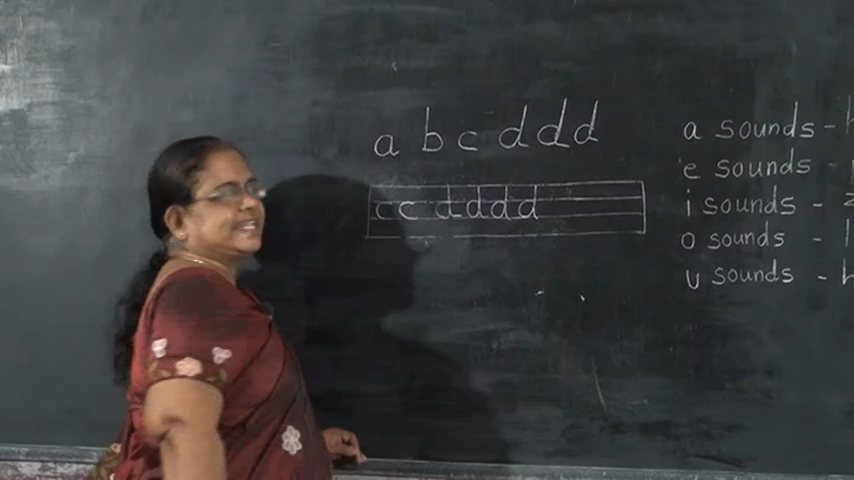 a b c d d d
c c d d d d
a sounds -
e sounds -
i sounds -
o sounds -
u sounds -